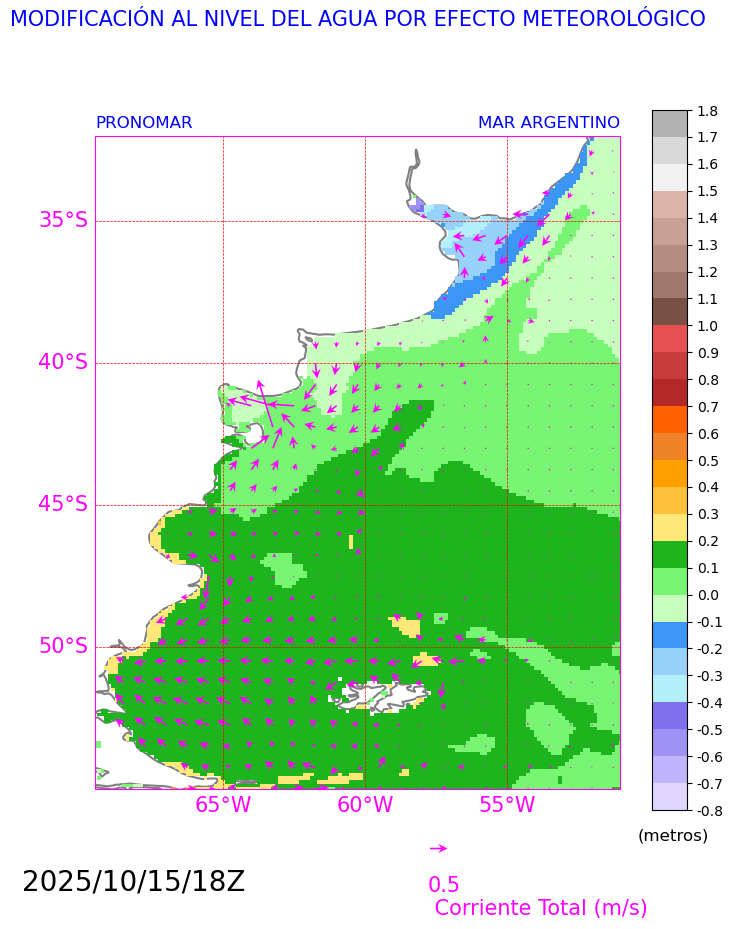 MODIFICACIÓN AL NIVEL DEL AGUA POR EFECTO METEOROLÓGICO
PRONOMAR
MAR ARGENTINO
35°S
40°S
45°S
50°S
65°W
60°W
55°W
1.8
1.7
1.6
1.5
1.4
1.3
1.2
1.1
1.0
0.9
0.8
0.7
0.6
0.5
0.4
0.3
0.2
0.1
0.0
-0.1
-0.2
-0.3
-0.4
-0.5
-0.6
-0.7
-0.8
(metros)
2025/10/15/18Z
0.5
Corriente Total (m/s)